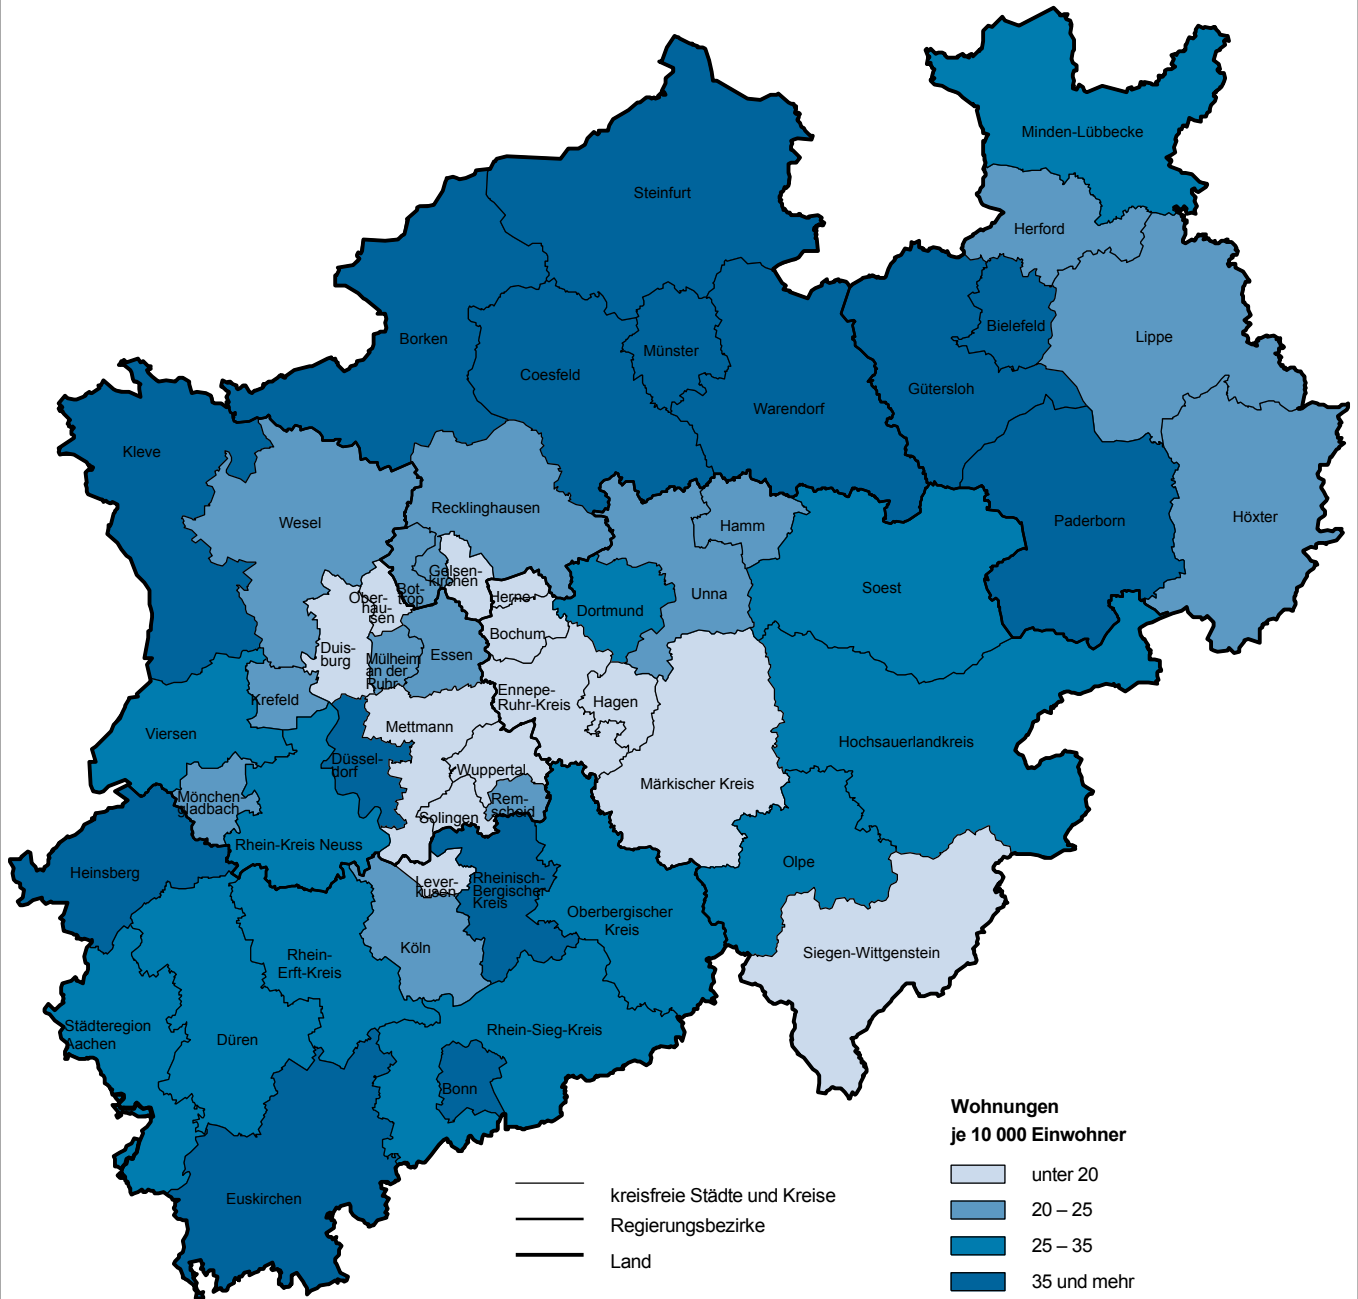 Minden-Lübbecke
Steinfurt
Herford
Bielefeld
Lippe
Borken
Münster
Coesfeld
Gütersloh
Warendorf
Kleve
Recklinghausen
Wesel
Hamm
Paderborn
Höxter
Gelsen-
kirchen
Soest
Bot-
trop
Herne
Unna
Ober-
hau-
sen
Dortmund
Bochum
Duis-
burg
Mülheim
an der
Ruhr
Essen
Krefeld
Ennepe-
Ruhr-Kreis
Hagen
Mettmann
Viersen
Hochsauerlandkreis
Düssel-
dorf
Wuppertal
Märkischer Kreis
Mönchen
gladbach
Rem-
scheid
Solingen
Rhein-Kreis Neuss
Olpe
Heinsberg
Lever-
kusen
Rheinisch-
Bergischer
Kreis
Oberbergischer
Kreis
Köln
Siegen-Wittgenstein
Rhein-
Erft-Kreis
Städteregion
Aachen
Düren
Rhein-Sieg-Kreis
Bonn
Euskirchen
kreisfreie Städte und Kreise
Regierungsbezirke
Land
Wohnungen
je 10 000 Einwohner
unter 20
20 – 25
25 – 35
35 und mehr